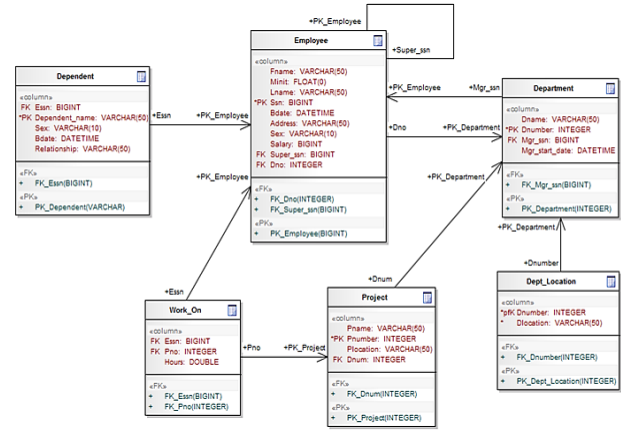 +PK_Employee
+Super_ssn
Employee
«column»
Fname: VARCHAR(50)
Minit: FLOAT(0)
Lname: VARCHAR(50)
*PK Ssn: BIGINT
Bdate: DATETIME
Address: VARCHAR(50)
Sex: VARCHAR(10)
Salary: BIGINT
FK Super_ssn: BIGINT
FK Dno: INTEGER
«FK»
+ FK_Dno(INTEGER)
+ FK_Super_ssn(BIGINT)
«PK»
+ PK_Employee(BIGINT)
Dependent
«column»
FK Essn: BIGINT
*PK Dependent_name: VARCHAR(50)
Sex: VARCHAR(10)
Bdate: DATETIME
Relationship: VARCHAR(50)
«FK»
+ FK_Essn(BIGINT)
«PK»
+ PK_Dependent(VARCHAR)
+Essn
+PK_Employee
+PK_Employee
+PK_Employee
+Mgr_ssn
+Dno
+PK_Department
Department
«column»
Dname: VARCHAR(50)
*PK Dnumber: INTEGER
FK Mgr_ssn: BIGINT
Mgr_start_date: DATETIME
«FK»
+ FK_Mgr_ssn(BIGINT)
«PK»
+ PK_Department(INTEGER)
+PK_Department
+PK_Department
+Dnumber
+Essn
+Dnum
Work_On
«column»
FK Essn: BIGINT
FK Pno: INTEGER
Hours: DOUBLE
«FK»
+ FK_Essn(BIGINT)
+ FK_Pno(INTEGER)
+Pno
+PK_Project
Project
«column»
Pname: VARCHAR(50)
*PK Pnumber: INTEGER
Plocation: VARCHAR(50)
FK Dnum: INTEGER
«FK»
+ FK_Dnum(INTEGER)
«PK»
+ PK_Project(INTEGER)
Dept_Location
«column»
*pfK Dnumber: INTEGER
* Dlocation: VARCHAR(50)
«FK»
+ FK_Dnumber(INTEGER)
«PK»
+ PK_Dept_Location(INTEGER)